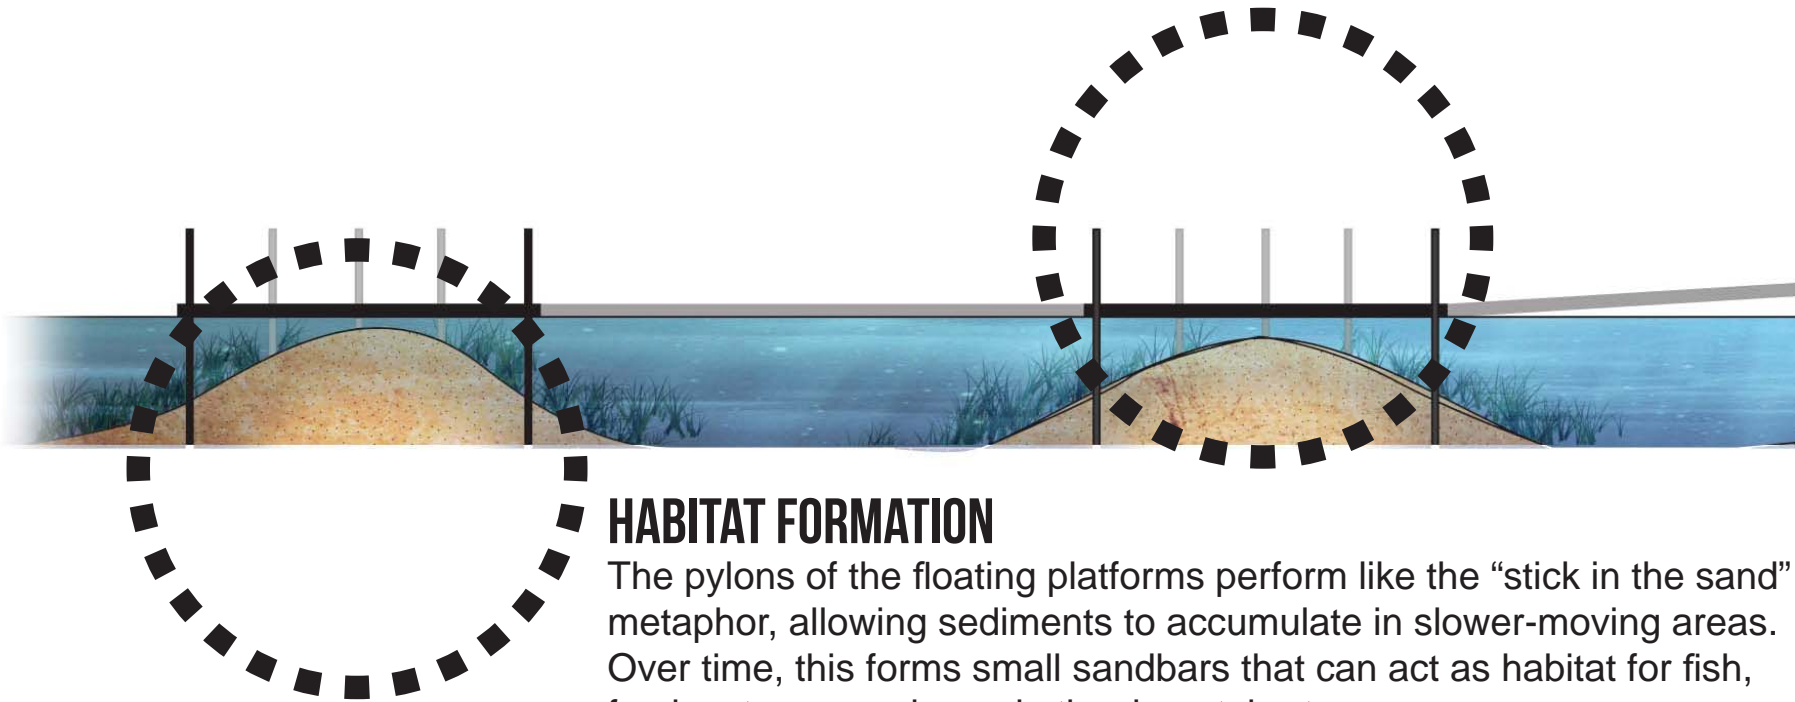 HABITAT FORMATION
The pylons of the floating platforms perform like the “stick in the sand”
metaphor, allowing sediments to accumulate in slower-moving areas.
Over time, this forms small sandbars that can act as habitat for fish,